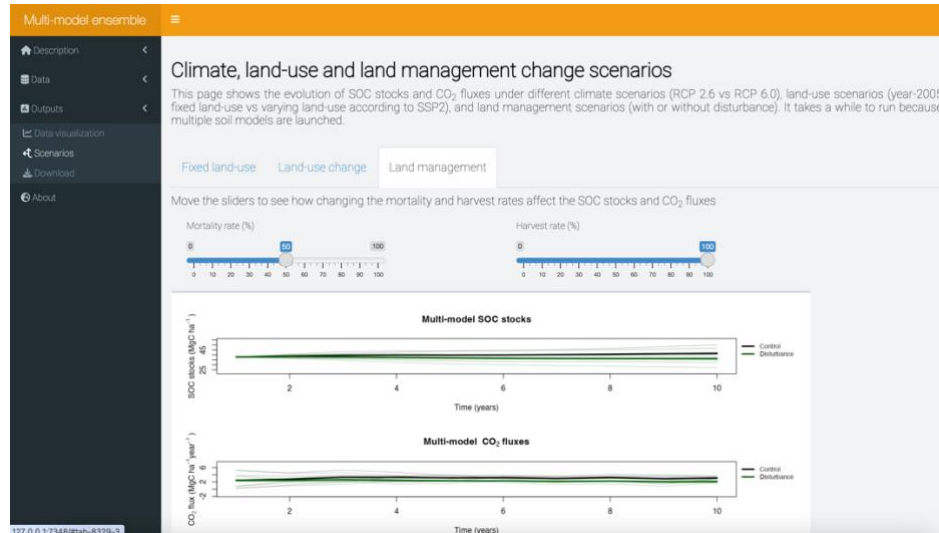 Multi-model ensemble
Description
Data
Outputs
Data visualization
Scenarios
Download
About
Climate, land-use and land management change scenarios
This page shows the evolution of SOC stocks and CO2 fluxes under different climate scenarios (RCP 2.6 vs RCP 6.0), land-use scenarios (year-2005
fixed land-use vs varying land-use according to SSP2), and land management scenarios (with or without disturbance). It takes a while to run because
multiple soil models are launched.
Fixed land-use Land-use change Land management
Move the sliders to see how changing the mortality and harvest rates affect the SOC stocks and CO2 fluxes
Mortality rate (%) Harvest rate (%)
0 50 100 0 100
0 10 20 30 40 50 60 70 80 90 100 0 10 20 30 40 50 60 70 80 90 100
Multi-model SOC stocks
SOC stocks (MgC ha⁻¹)
25 45
Control
Disturbance
2 4 6 8 10
Time (years)
Multi-model CO2 fluxes
CO2 flux (MgC ha⁻¹year⁻¹)
-2 2 6
Control
Disturbance
2 4 6 8 10
Time (years)
127.0.0.1:7348/#tab-8329-3